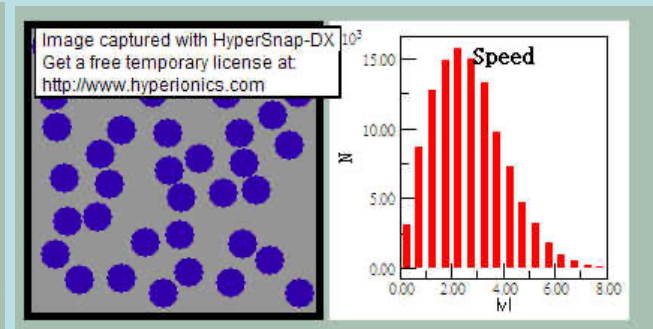 Image captured with HyperSnap-DX
Get a free temporary license at:
http://www.hyperionics.com
10³
Speed
15.00
10.00
5.00
0.00
N
0.00 2.00 4.00 6.00 8.00
|v|